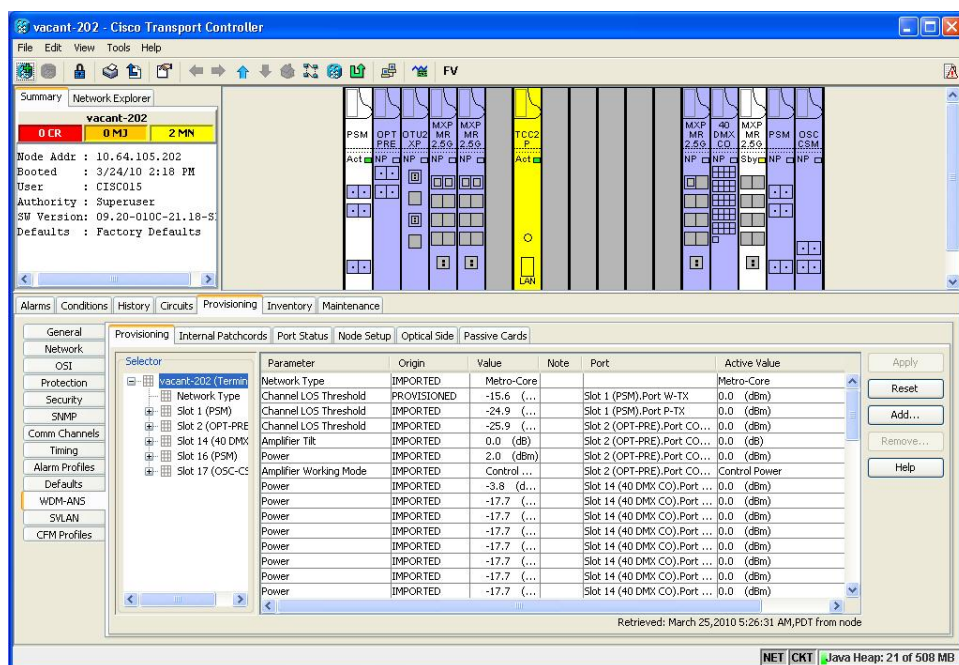 vacant-202 - Cisco Transport Controller
File Edit View Tools Help
FV
Summary Network Explorer
vacant-202
0 CR 0 MJ 2 MN
Node Addr : 10.64.105.202
Booted : 3/24/10 2:18 PM
User : CISCO15
Authority : Superuser
SW Version: 09.20-010C-21.18-S
Defaults : Factory Defaults
PSM OPT PRE OTU2 XP MXP MR 2.5G MXP MR 2.5G TCC2 P MXP MR 2.5G 40 DMX CO MXP MR 2.5G PSM OSC CSM
Act NP NP NP NP Act NP NP Sby NP NP
LAN
Alarms Conditions History Circuits Provisioning Inventory Maintenance
General
Network
OSI
Protection
Security
SNMP
Comm Channels
Timing
Alarm Profiles
Defaults
WDM-ANS
SVLAN
CFM Profiles
Provisioning Internal Patchcords Port Status Node Setup Optical Side Passive Cards
Selector
vacant-202 (Termin
Network Type
Slot 1 (PSM)
Slot 2 (OPT-PRE
Slot 14 (40 DMX
Slot 16 (PSM)
Slot 17 (OSC-CS
Parameter Origin Value Note Port Active Value
Network Type IMPORTED Metro-Core Metro-Core
Channel LOS Threshold PROVISIONED -15.6 (... Slot 1 (PSM).Port W-TX 0.0 (dBm)
Channel LOS Threshold IMPORTED -24.9 (... Slot 1 (PSM).Port P-TX 0.0 (dBm)
Channel LOS Threshold IMPORTED -25.9 (... Slot 2 (OPT-PRE).Port CO... 0.0 (dBm)
Amplifier Tilt IMPORTED 0.0 (dB) Slot 2 (OPT-PRE).Port CO... 0.0 (dB)
Power IMPORTED 2.0 (dBm) Slot 2 (OPT-PRE).Port CO... 0.0 (dBm)
Amplifier Working Mode IMPORTED Control ... Slot 2 (OPT-PRE).Port CO... Control Power
Power IMPORTED -3.8 (d... Slot 14 (40 DMX CO).Port ... 0.0 (dBm)
Power IMPORTED -17.7 (... Slot 14 (40 DMX CO).Port ... 0.0 (dBm)
Power IMPORTED -17.7 (... Slot 14 (40 DMX CO).Port ... 0.0 (dBm)
Power IMPORTED -17.7 (... Slot 14 (40 DMX CO).Port ... 0.0 (dBm)
Power IMPORTED -17.7 (... Slot 14 (40 DMX CO).Port ... 0.0 (dBm)
Power IMPORTED -17.7 (... Slot 14 (40 DMX CO).Port ... 0.0 (dBm)
Power IMPORTED -17.7 (... Slot 14 (40 DMX CO).Port ... 0.0 (dBm)
Power IMPORTED -17.7 (... Slot 14 (40 DMX CO).Port ... 0.0 (dBm)
Apply
Reset
Add...
Remove...
Help
Retrieved: March 25,2010 5:26:31 AM,PDT from node
NET CKT Java Heap: 21 of 508 MB